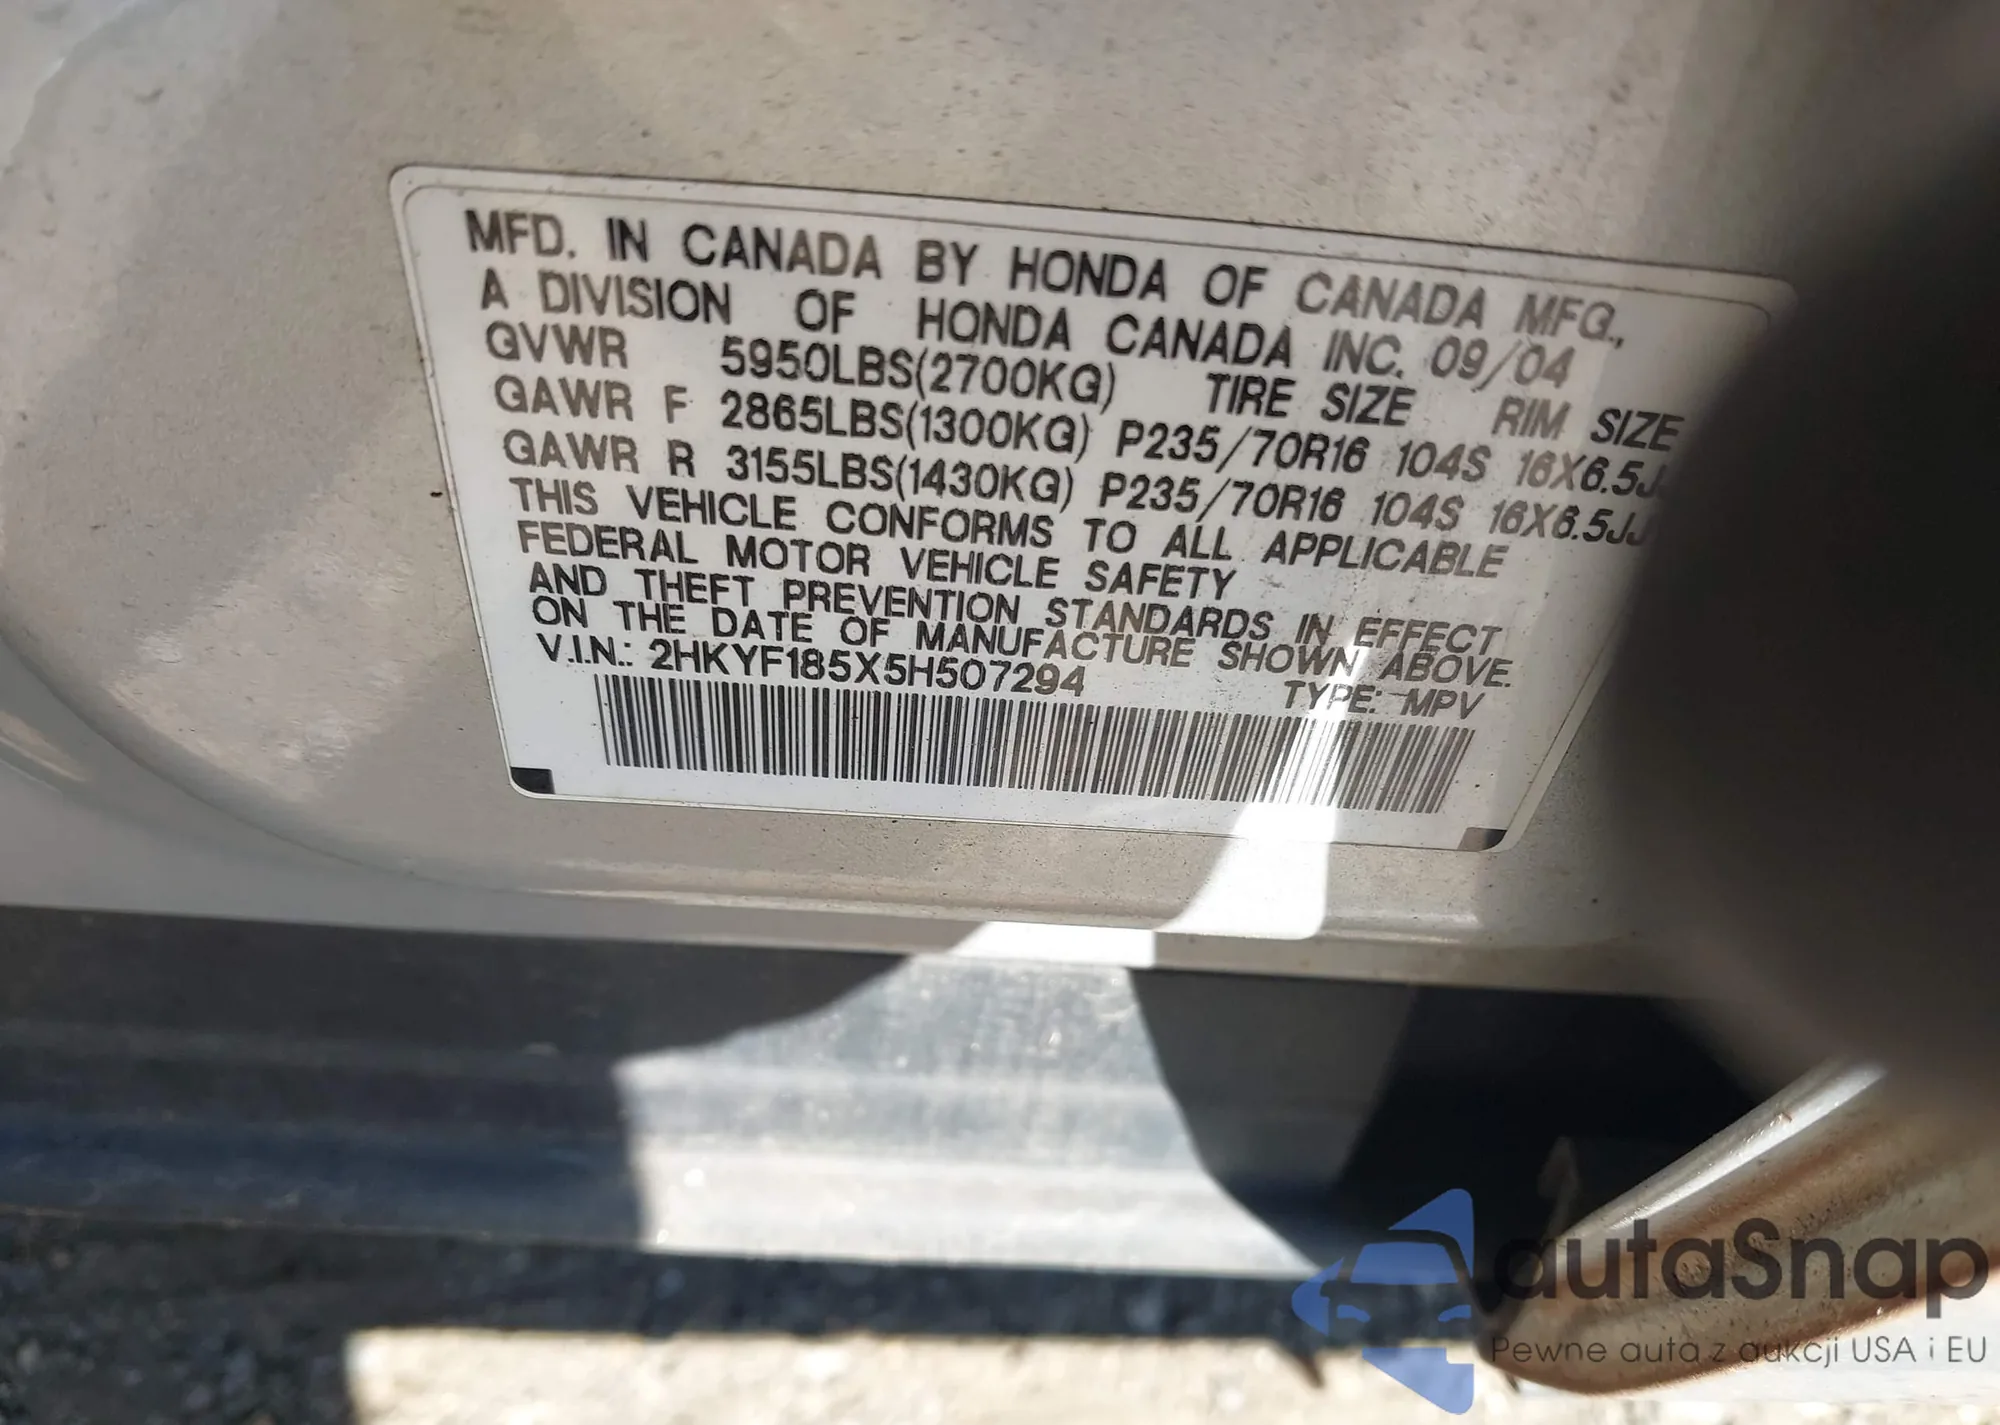 MFD. IN CANADA BY HONDA OF CANADA MFG.,
A DIVISION OF HONDA CANADA INC. 09/04
GVWR 5950LBS(2700KG) TIRE SIZE RIM SIZE
GAWR F 2865LBS(1300KG) P235/70R16 104S 16X6.5JJ
GAWR R 3155LBS(1430KG) P235/70R16 104S 16X6.5JJ
THIS VEHICLE CONFORMS TO ALL APPLICABLE
FEDERAL MOTOR VEHICLE SAFETY
AND THEFT PREVENTION STANDARDS IN EFFECT
ON THE DATE OF MANUFACTURE SHOWN ABOVE.
V.I.N.: 2HKYF185X5H507294 TYPE: MPV
autaSnap
Pewne auta z aukcji USA i EU